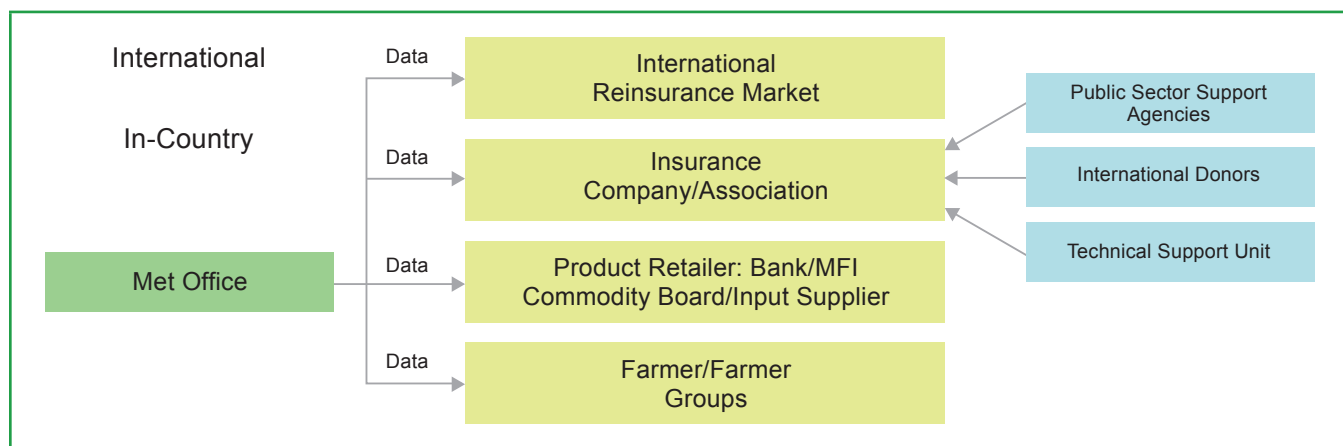 International
In-Country
Met Office
Data
Data
Data
Data
International
Reinsurance Market
Insurance
Company/Association
Product Retailer: Bank/MFI
Commodity Board/Input Supplier
Farmer/Farmer
Groups
Public Sector Support
Agencies
International Donors
Technical Support Unit